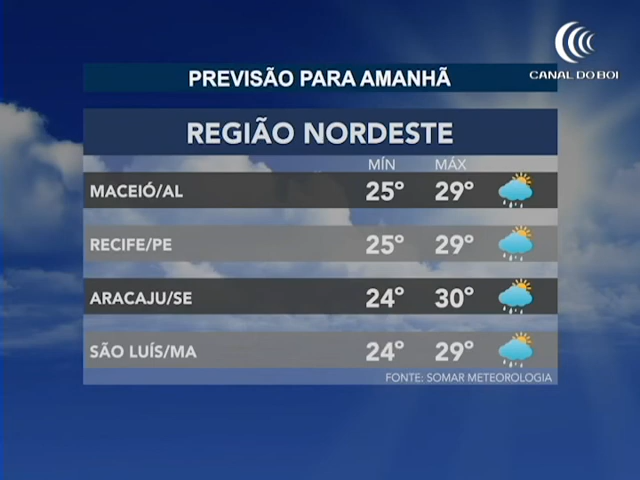 CANAL DO BOI
PREVISÃO PARA AMANHÃ
REGIÃO NORDESTE
MÍN MÁX
MACEIÓ/AL 25° 29°
RECIFE/PE 25° 29°
ARACAJU/SE 24° 30°
SÃO LUÍS/MA 24° 29°
FONTE: SOMAR METEOROLOGIA